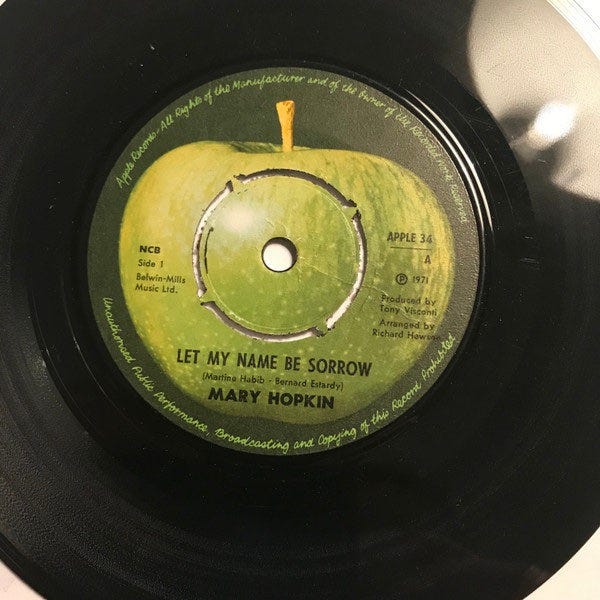 Apple Records · All Rights of the Manufacturer and of the Owner of the Recorded Work Reserved
APPLE 34
A
NCB
Side 1
Belwin-Mills
Music Ltd.
℗ 1971
Produced by
Tony Visconti
Arranged by
Richard Hewson
LET MY NAME BE SORROW
(Martine Habib - Bernard Estardy)
MARY HOPKIN
Unauthorised Public Performance, Broadcasting and Copying of this Record Prohibited